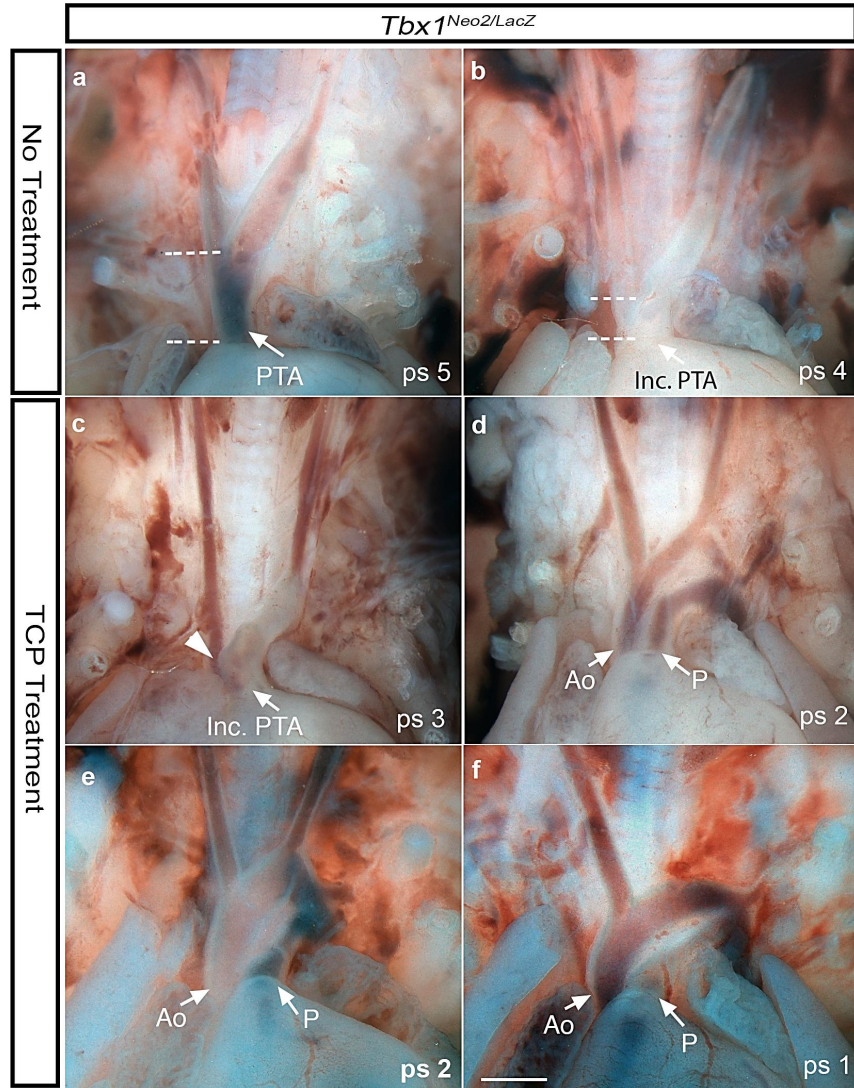 Tbx1Neo2/LacZ
No Treatment
a
PTA
ps 5
b
Inc. PTA
ps 4
TCP Treatment
c
Inc. PTA
ps 3
d
Ao
P
ps 2
e
Ao
P
ps 2
f
Ao
P
ps 1